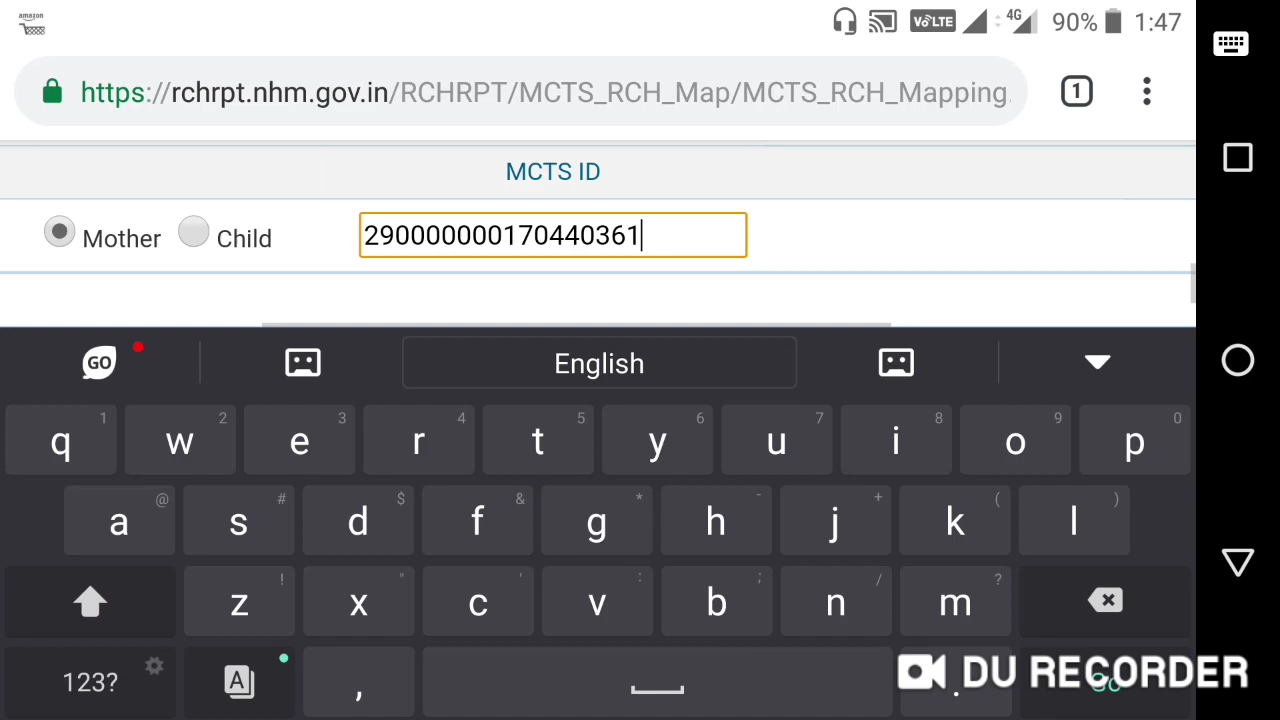 amazon
VoLTE 4G 90% 1:47
https://rchrpt.nhm.gov.in/RCHRPT/MCTS_RCH_Map/MCTS_RCH_Mapping. 1
MCTS ID
Mother Child 290000000170440361
GO English
q 1 w 2 e 3 r 4 t 5 y 6 u 7 i 8 o 9 p 0
a @ s # d $ f & g * h - j + k ( l )
z ! x " c ' v : b ; n / m ?
123? A , . Go
DU RECORDER